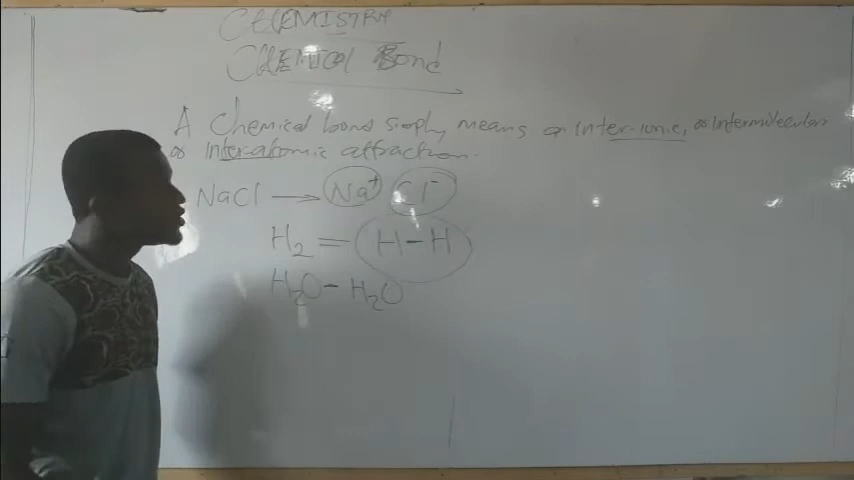 CHEMISTRY
CHEMICAL Bond
A Chemical bond simply means an inter-ionic, or intermolecular
or interatomic attraction.
NaCl → Na⁺ Cl⁻
H₂ = H-H
H₂O - H₂O